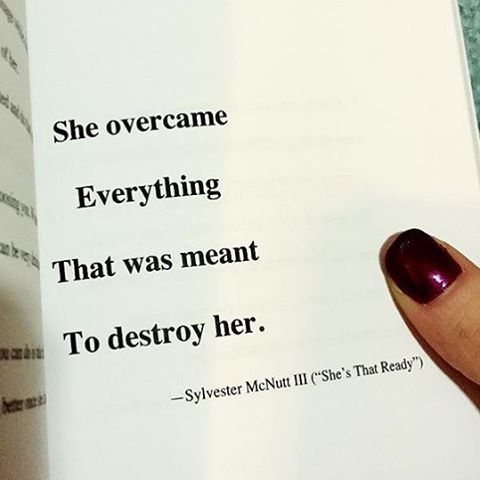 She overcame
Everything
That was meant
To destroy her.
—Sylvester McNutt III ("She's That Ready")